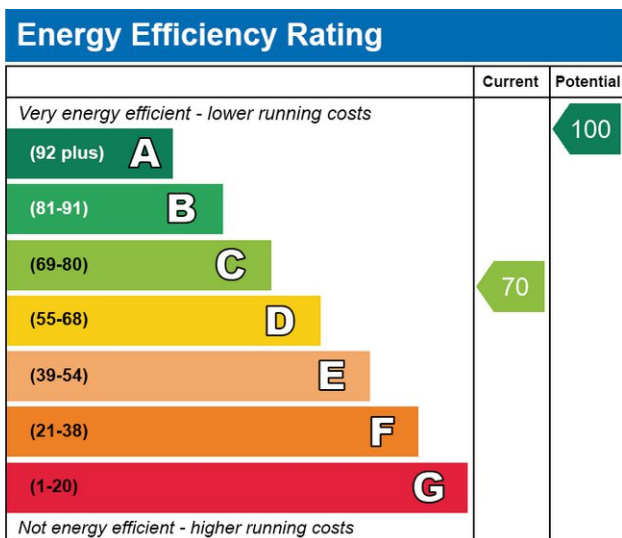 Energy Efficiency Rating
Current Potential
Very energy efficient - lower running costs
(92 plus) A 100
(81-91) B
(69-80) C 70
(55-68) D
(39-54) E
(21-38) F
(1-20) G
Not energy efficient - higher running costs